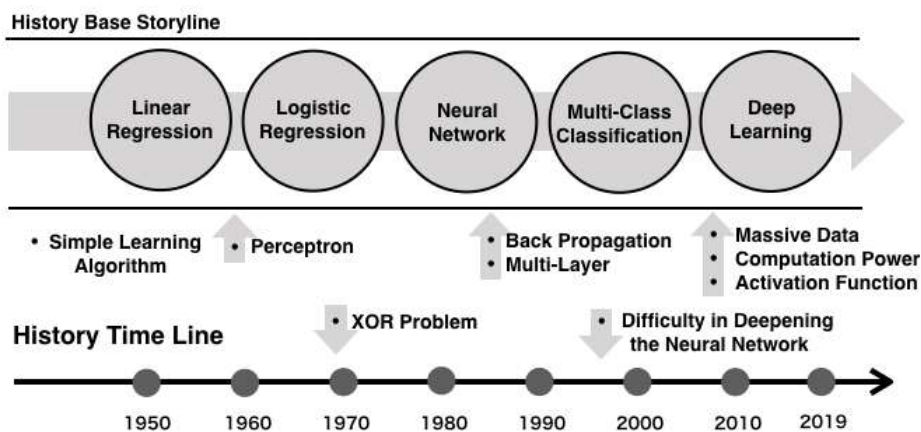 History Base Storyline
Linear
Regression
Logistic
Regression
Neural
Network
Multi-Class
Classification
Deep
Learning
• Simple Learning
Algorithm
• Perceptron
• Back Propagation
• Multi-Layer
• Massive Data
• Computation Power
• Activation Function
• XOR Problem
• Difficulty in Deepening
the Neural Network
History Time Line
1950 1960 1970 1980 1990 2000 2010 2019